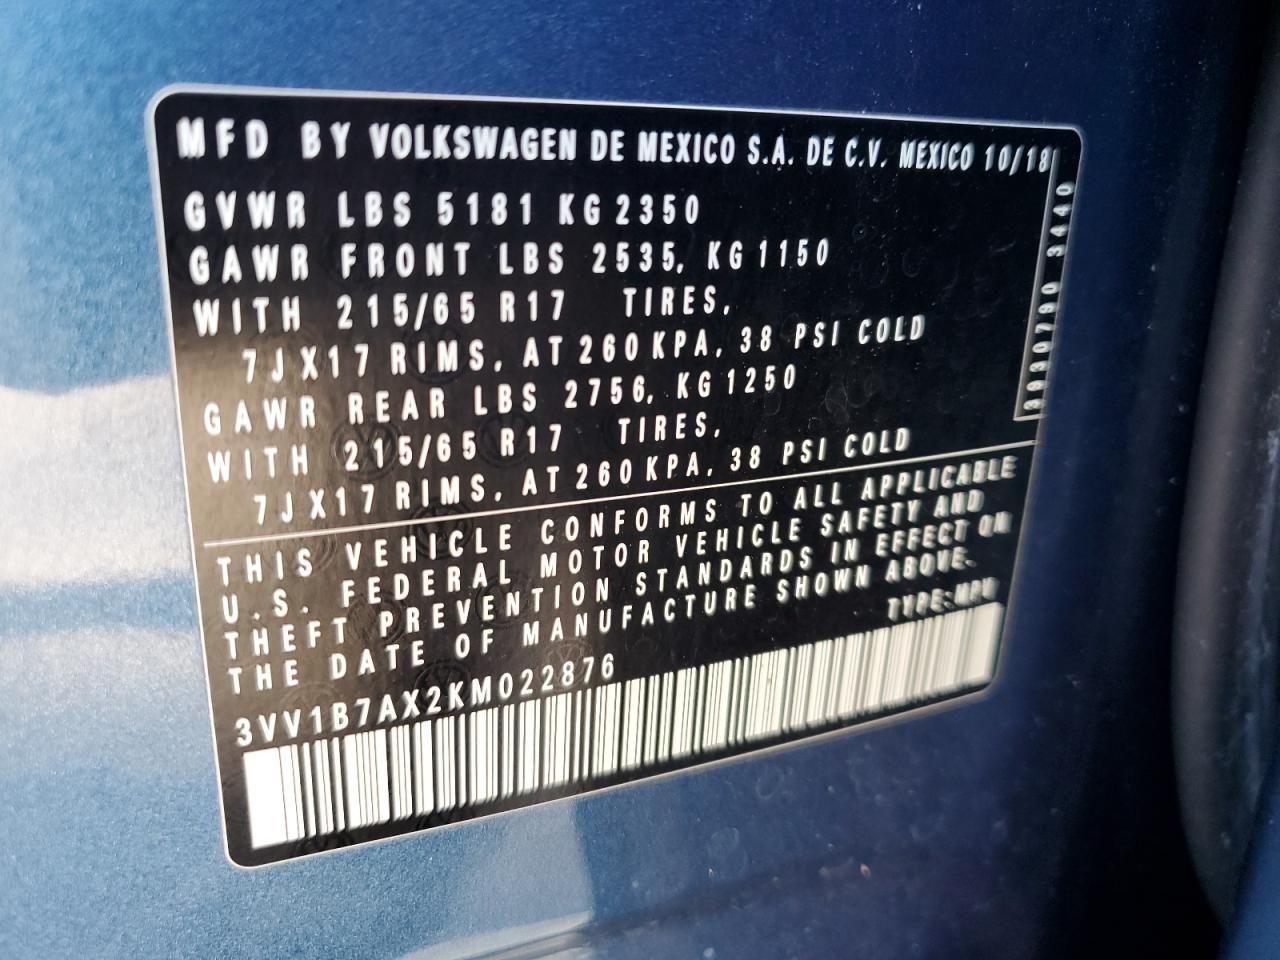 MFD BY VOLKSWAGEN DE MEXICO S.A. DE C.V. MEXICO 10/18
GVWR LBS 5181 KG 2350
GAWR FRONT LBS 2535, KG 1150
WITH 215/65 R17 TIRES,
7JX17 RIMS, AT 260 KPA, 38 PSI COLD
GAWR REAR LBS 2756, KG 1250
WITH 215/65 R17 TIRES,
7JX17 RIMS, AT 260 KPA, 38 PSI COLD
THIS VEHICLE CONFORMS TO ALL APPLICABLE
U.S. FEDERAL MOTOR VEHICLE SAFETY AND
THEFT PREVENTION STANDARDS IN EFFECT ON
THE DATE OF MANUFACTURE SHOWN ABOVE.
TYPE:MPV
3VV1B7AX2KM022876